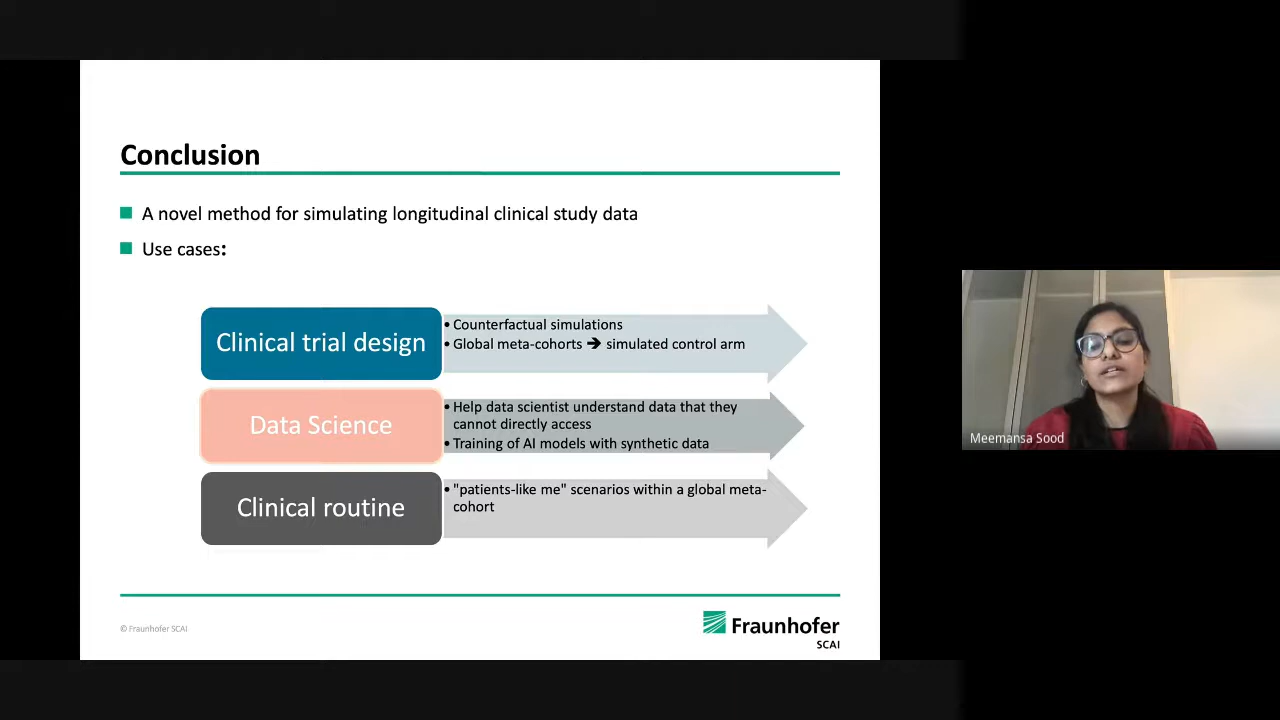 Conclusion
A novel method for simulating longitudinal clinical study data
Use cases:
Clinical trial design
• Counterfactual simulations
• Global meta-cohorts ➔ simulated control arm
Data Science
• Help data scientist understand data that they
cannot directly access
• Training of AI models with synthetic data
Clinical routine
• "patients-like me" scenarios within a global meta-
cohort
© Fraunhofer SCAI
Fraunhofer
SCAI
Meemansa Sood